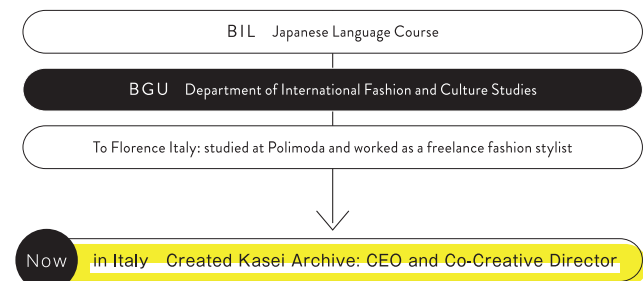 BIL Japanese Language Course
BGU Department of International Fashion and Culture Studies
To Florence Italy: studied at Polimoda and worked as a freelance fashion stylist
Now in Italy Created Kasei Archive: CEO and Co-Creative Director